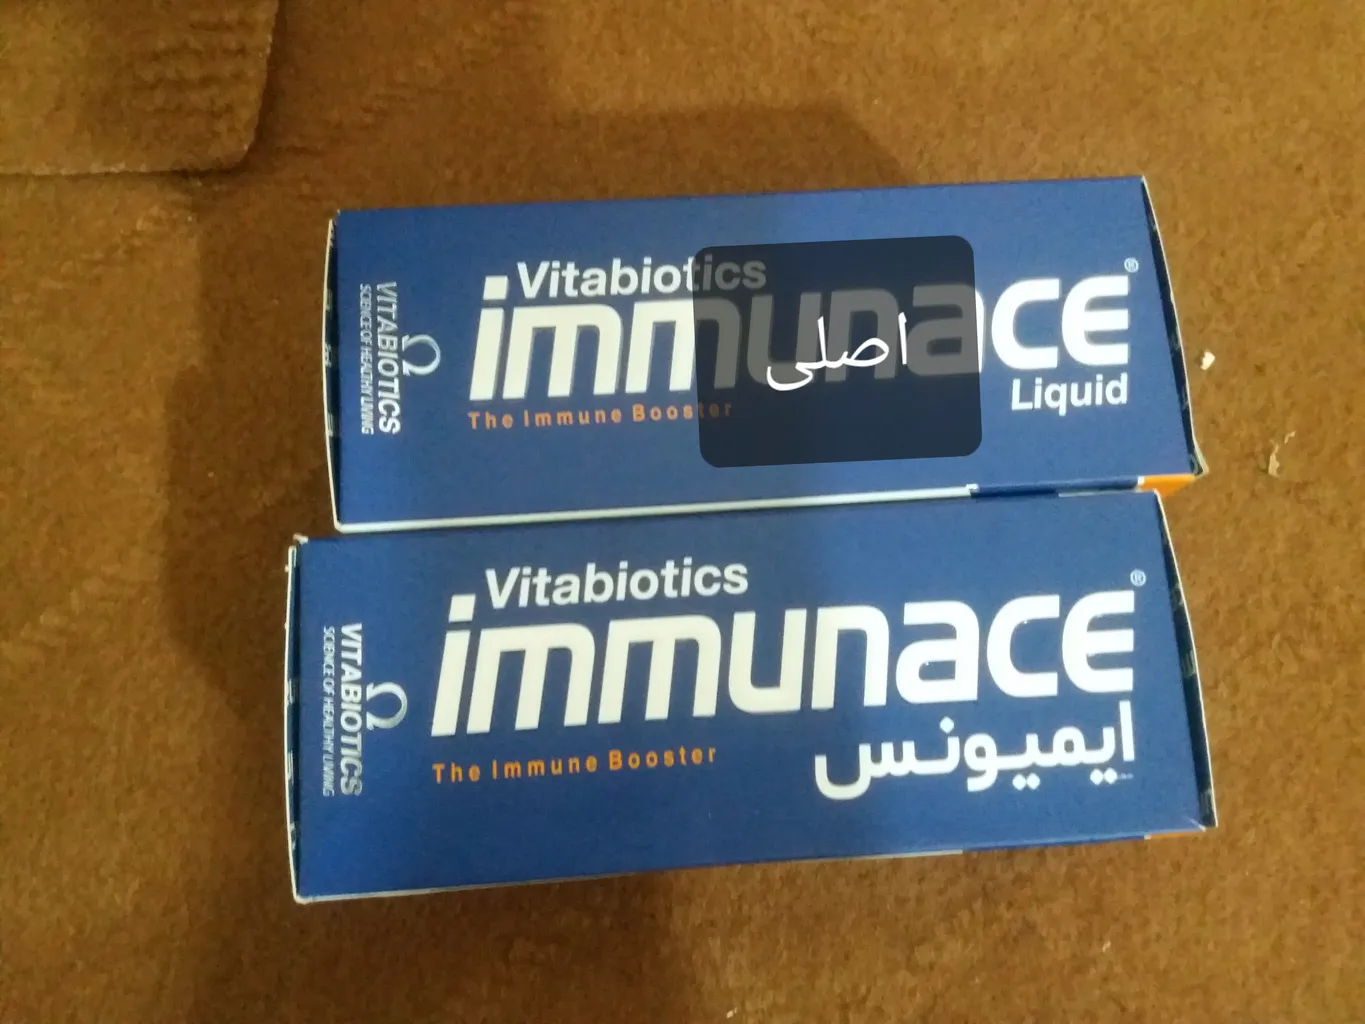 Vitabiotics
immunace®
Liquid
The Immune Booster
اصلی
VITABIOTICS
SCIENCE OF HEALTHY LIVING
Vitabiotics
immunace®
ایمیونس
The Immune Booster
VITABIOTICS
SCIENCE OF HEALTHY LIVING